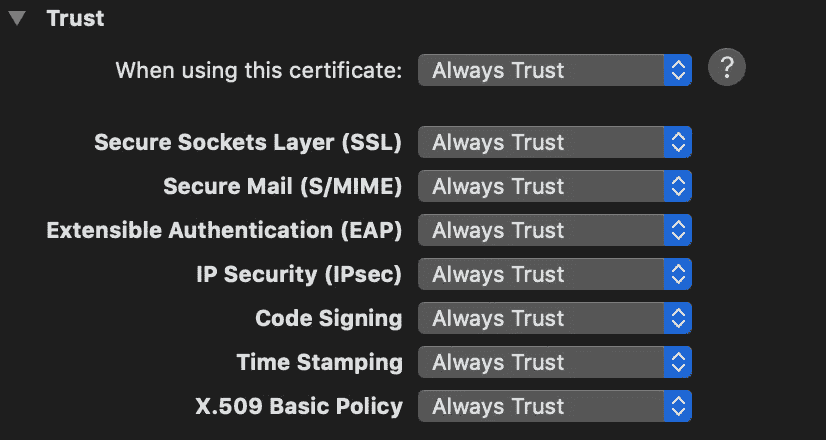 Trust
When using this certificate: Always Trust ?
Secure Sockets Layer (SSL) Always Trust
Secure Mail (S/MIME) Always Trust
Extensible Authentication (EAP) Always Trust
IP Security (IPsec) Always Trust
Code Signing Always Trust
Time Stamping Always Trust
X.509 Basic Policy Always Trust